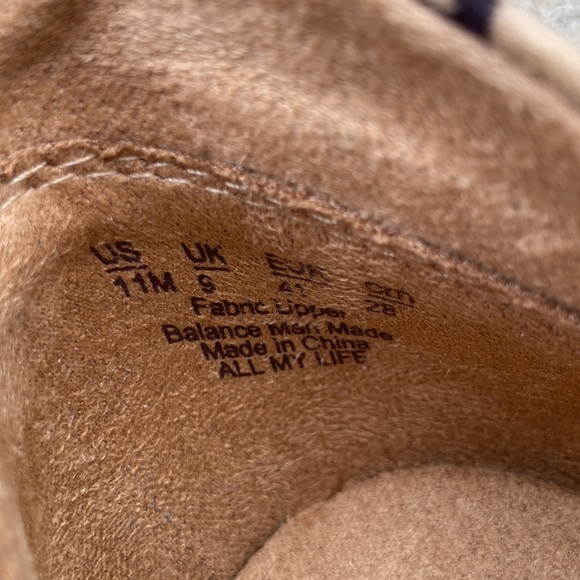 US UK EUR cm
11M 9 41 28
Fabric Upper
Balance Man Made
Made in China
ALL MY LIFE